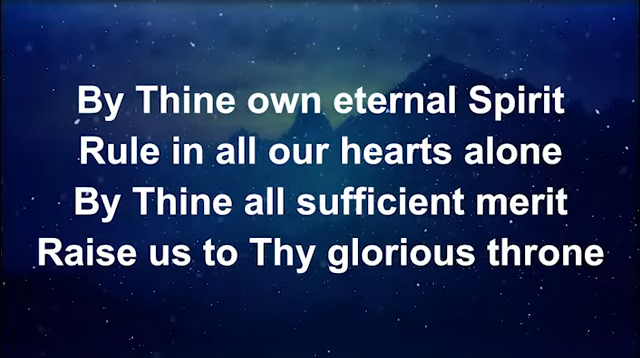 By Thine own eternal Spirit
Rule in all our hearts alone
By Thine all sufficient merit
Raise us to Thy glorious throne